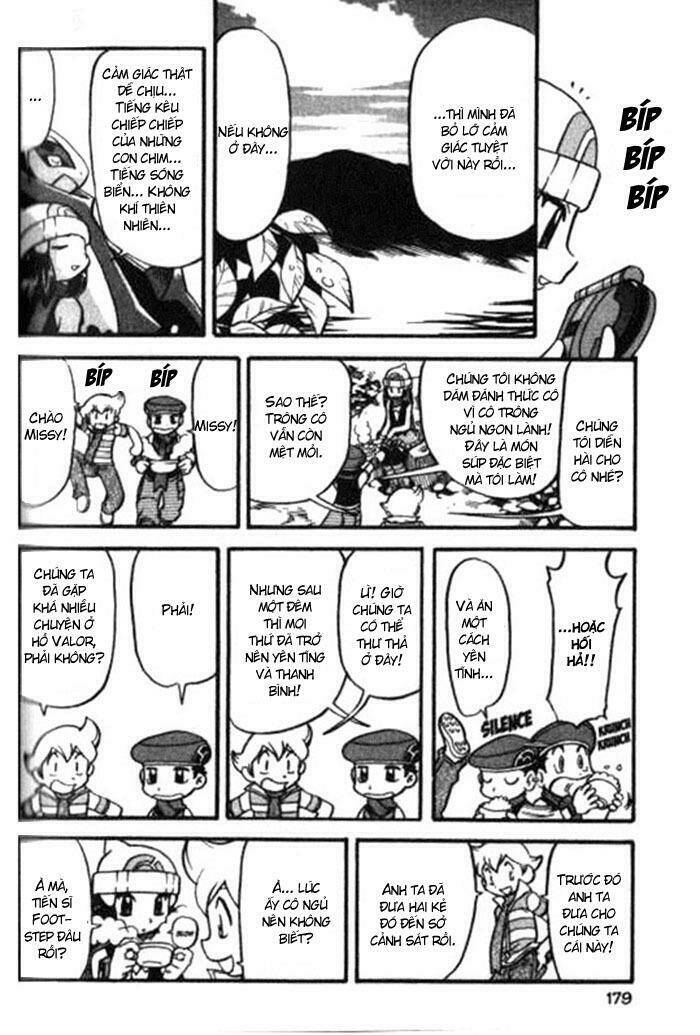 ...
CẢM GIÁC THẬT
DỄ CHỊU...
TIẾNG KÊU
CHIẾP CHIẾP
CỦA NHỮNG
CON CHIM...
TIẾNG SÓNG
BIỂN... KHÔNG
KHÍ THIÊN
NHIÊN...
NẾU KHÔNG
Ở ĐÂY...
...THÌ MÌNH ĐÃ
BỎ LỠ CẢM
GIÁC TUYỆT
VỜI NÀY RỒI...
BÍP
BÍP
BÍP
CHÀO
MISSY!
BÍP
BÍP
MISSY!
SAO THẾ?
TRÔNG CÔ
VẪN CÒN
MỆT MỎI.
CHÚNG TÔI KHÔNG
DÁM ĐÁNH THỨC CÔ
VÌ CÔ TRÔNG
NGỦ NGON LÀNH!
ĐÂY LÀ MÓN
SÚP ĐẶC BIỆT
MÀ TÔI LÀM!
CHÚNG
TÔI DIỄN
HÀI CHO
CÔ NHÉ?
CHÚNG TA
ĐÃ GẶP
KHÁ NHIỀU
CHUYỆN Ở
HỒ VALOR,
PHẢI KHÔNG?
PHẢI!
NHƯNG SAU
MỘT ĐÊM
THÌ MỌI
THỨ ĐÃ TRỞ
NÊN YÊN TĨNG
VÀ THANH
BÌNH!
Ừ! GIỜ
CHÚNG TA
CÓ THỂ
THƯ THẢ
Ở ĐÂY!
VÀ ĂN
MỘT
CÁCH
YÊN
TĨNH...
...HOẶC
HỐI
HẢ!!
SILENCE
KRUNCH
KRUNCH
À MÀ,
TIẾN SĨ
FOOT-
STEP ĐÂU
RỒI?
BLOW
À... LÚC
ẤY CÔ NGỦ
NÊN KHÔNG
BIẾT?
ANH TA ĐÃ
ĐƯA HAI KẺ
ĐÓ ĐẾN SỞ
CẢNH SÁT RỒI.
TRƯỚC ĐÓ
ANH TA
ĐƯA CHO
CHÚNG TA
CÁI NÀY!
179